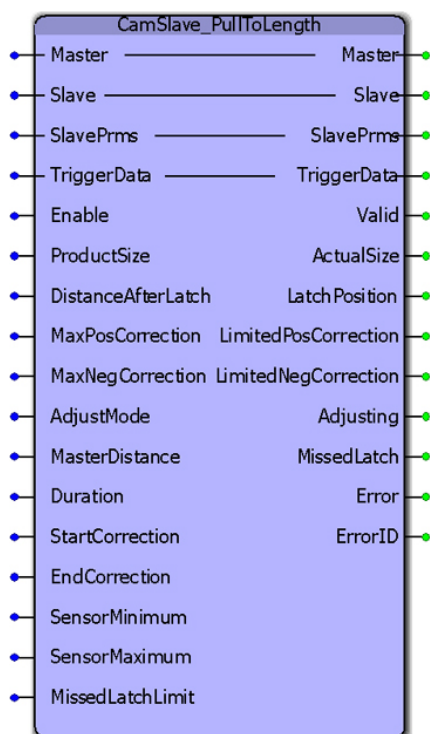 CamSlave_PullToLength
Master Master
Slave Slave
SlavePrms SlavePrms
TriggerData TriggerData
Enable Valid
ProductSize ActualSize
DistanceAfterLatch LatchPosition
MaxPosCorrection LimitedPosCorrection
MaxNegCorrection LimitedNegCorrection
AdjustMode Adjusting
MasterDistance MissedLatch
Duration Error
StartCorrection ErrorID
EndCorrection
SensorMinimum
SensorMaximum
MissedLatchLimit